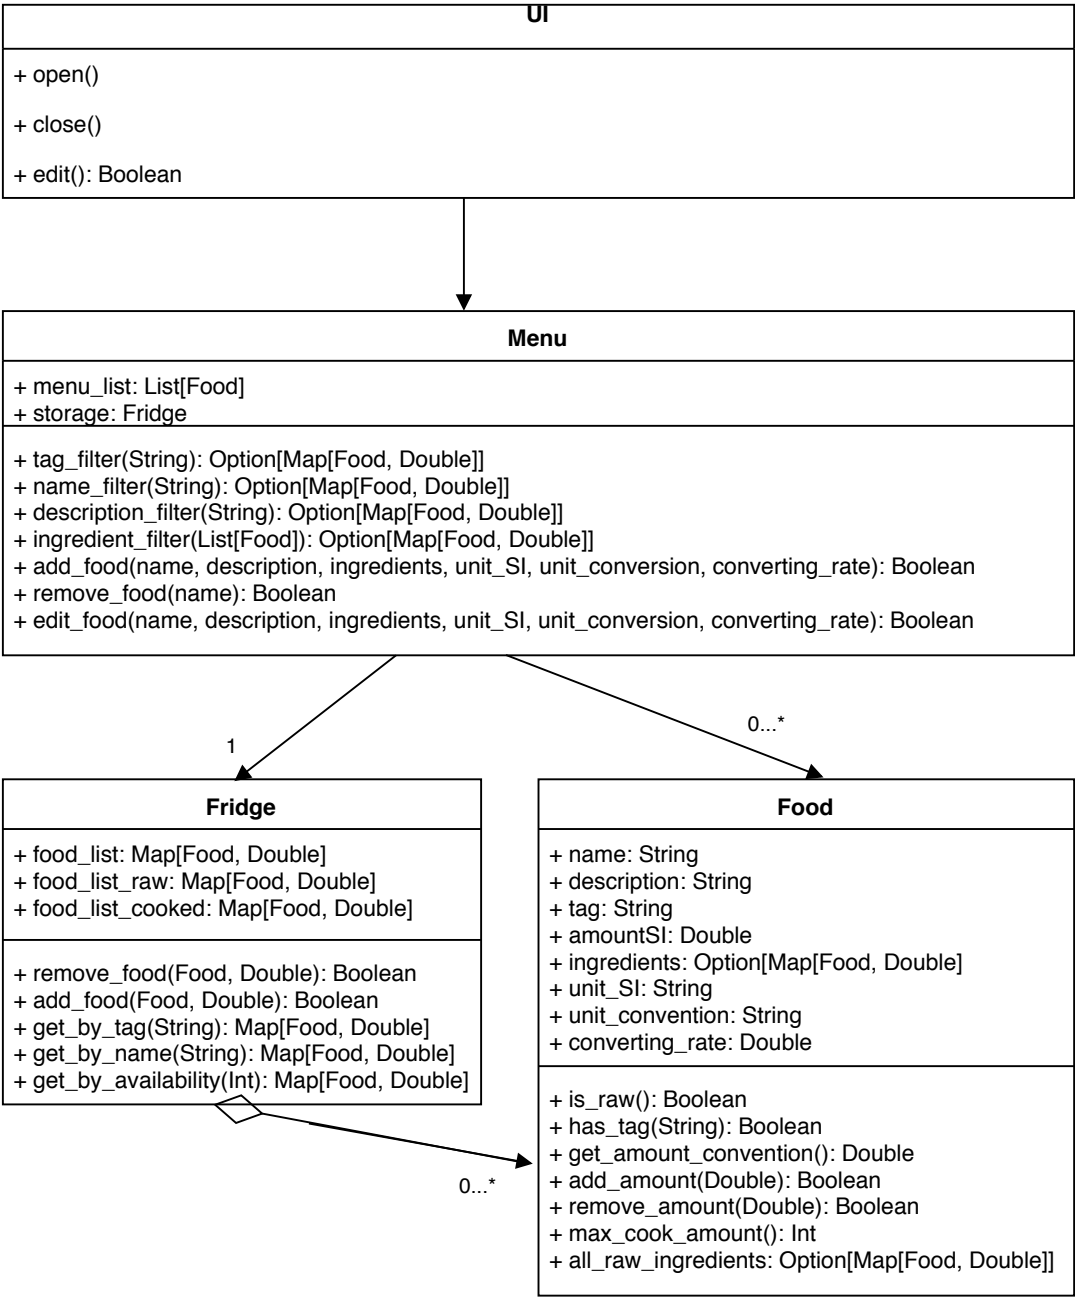 UI
+ open()
+ close()
+ edit(): Boolean
Menu
+ menu_list: List[Food]
+ storage: Fridge
+ tag_filter(String): Option[Map[Food, Double]]
+ name_filter(String): Option[Map[Food, Double]]
+ description_filter(String): Option[Map[Food, Double]]
+ ingredient_filter(List[Food]): Option[Map[Food, Double]]
+ add_food(name, description, ingredients, unit_SI, unit_conversion, converting_rate): Boolean
+ remove_food(name): Boolean
+ edit_food(name, description, ingredients, unit_SI, unit_conversion, converting_rate): Boolean
1
0...*
Fridge
+ food_list: Map[Food, Double]
+ food_list_raw: Map[Food, Double]
+ food_list_cooked: Map[Food, Double]
+ remove_food(Food, Double): Boolean
+ add_food(Food, Double): Boolean
+ get_by_tag(String): Map[Food, Double]
+ get_by_name(String): Map[Food, Double]
+ get_by_availability(Int): Map[Food, Double]
0...*
Food
+ name: String
+ description: String
+ tag: String
+ amountSI: Double
+ ingredients: Option[Map[Food, Double]
+ unit_SI: String
+ unit_convention: String
+ converting_rate: Double
+ is_raw(): Boolean
+ has_tag(String): Boolean
+ get_amount_convention(): Double
+ add_amount(Double): Boolean
+ remove_amount(Double): Boolean
+ max_cook_amount(): Int
+ all_raw_ingredients: Option[Map[Food, Double]]